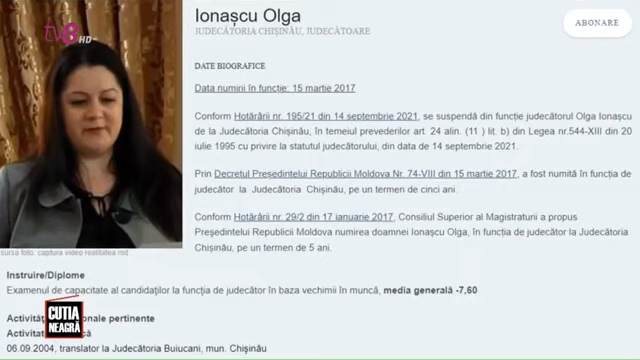 tv8 HD
Ionașcu Olga
JUDECĂTORIA CHIȘINĂU, JUDECĂTOARE
ABONARE
DATE BIOGRAFICE
Data numirii în funcție: 15 martie 2017
Conform Hotărârii nr. 195/21 din 14 septembrie 2021, se suspendă din funcție judecătorul Olga Ionașcu
de la Judecătoria Chișinău, în temeiul prevederilor art. 24 alin. (11 ) lit. b) din Legea nr.544-XIII din 20
iulie 1995 cu privire la statutul judecătorului, din data de 14 septembrie 2021.
Prin Decretul Președintelui Republicii Moldova Nr. 74-VIII din 15 martie 2017, a fost numită în funcția de
judecător la Judecătoria Chișinău, pe un termen de cinci ani.
Conform Hotărârii nr. 29/2 din 17 ianuarie 2017, Consiliul Superior al Magistraturii a propus
Președintelui Republicii Moldova numirea doamnei Ionașcu Olga, în funcția de judecător la Judecătoria
Chișinău, pe un termen de 5 ani.
sursa foto: captura video realitatea.md
Instruire/Diplome
Examenul de capacitate al candidaților la funcția de judecător în baza vechimii în muncă, media generală -7,60
CUTIA
NEAGRĂ
06.09.2004, translator la Judecătoria Buiucani, mun. Chișinău